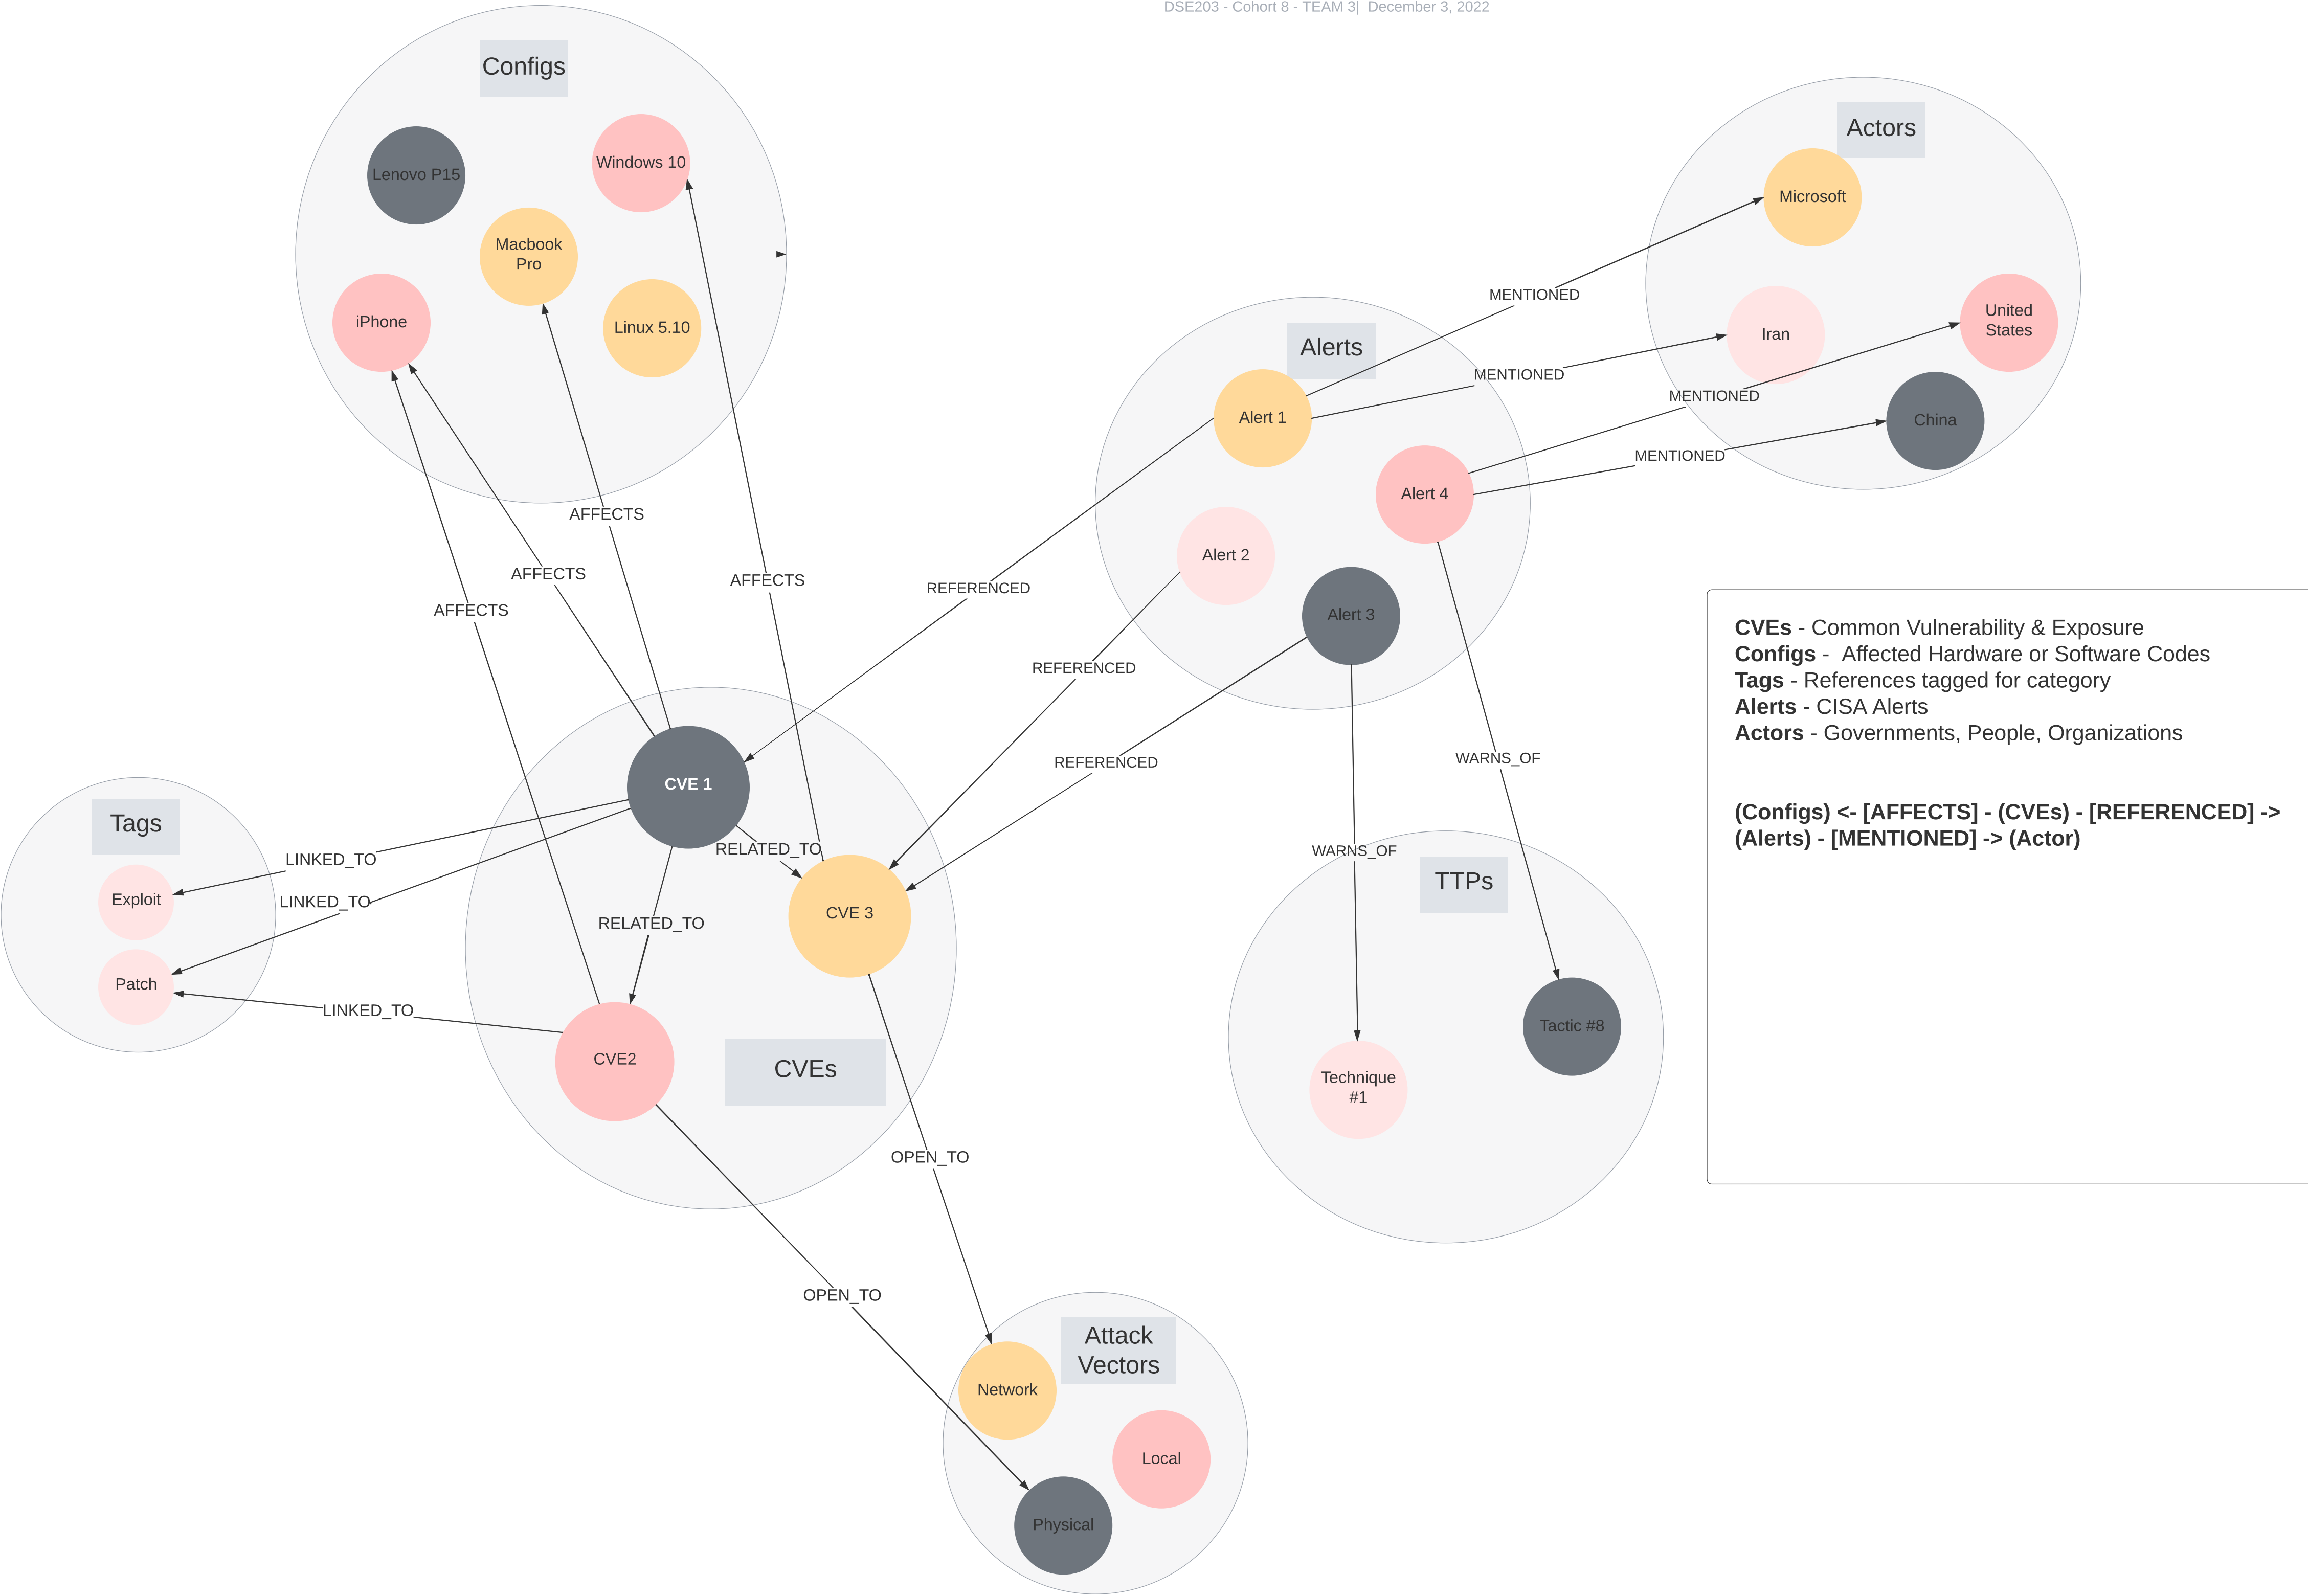 DSE203 - Cohort 8 - TEAM 3|  December 3, 2022
Configs
Lenovo P15
Windows 10
Macbook
Pro
iPhone
Linux 5.10
Actors
Microsoft
Iran
United
States
China
Alerts
Alert 1
Alert 4
Alert 2
Alert 3
MENTIONED
MENTIONED
MENTIONED
MENTIONED
AFFECTS
AFFECTS
AFFECTS
AFFECTS
REFERENCED
REFERENCED
REFERENCED
WARNS_OF
WARNS_OF
CVEs - Common Vulnerability & Exposure
Configs -  Affected Hardware or Software Codes
Tags - References tagged for category
Alerts - CISA Alerts
Actors - Governments, People, Organizations
(Configs) <- [AFFECTS] - (CVEs) - [REFERENCED] ->
(Alerts) - [MENTIONED] -> (Actor)
Tags
Exploit
Patch
LINKED_TO
LINKED_TO
LINKED_TO
CVE 1
RELATED_TO
CVE 3
RELATED_TO
CVE2
CVEs
TTPs
Tactic #8
Technique
#1
OPEN_TO
OPEN_TO
Attack
Vectors
Network
Local
Physical